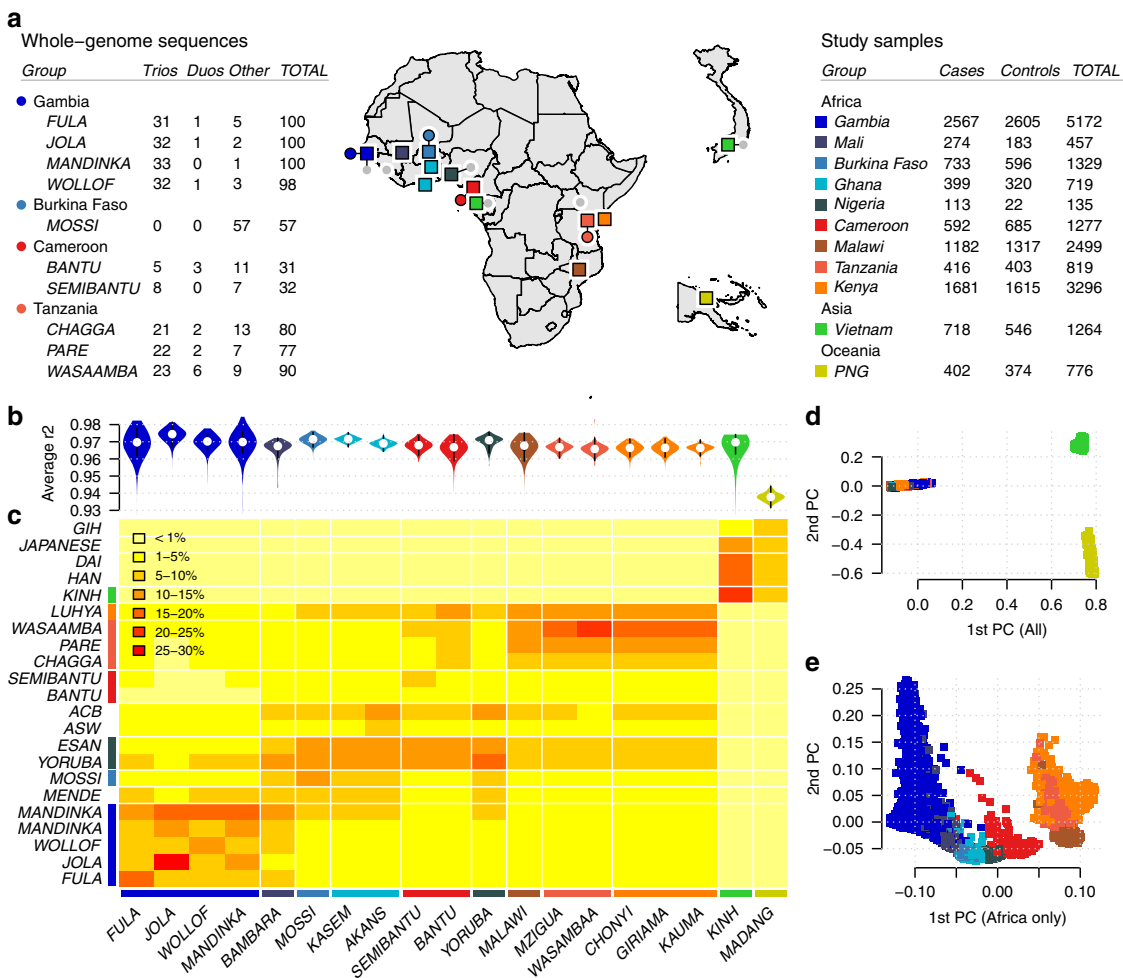 a
Whole-genome sequences
Group Trios Duos Other TOTAL
Gambia
FULA 31 1 5 100
JOLA 32 1 2 100
MANDINKA 33 0 1 100
WOLLOF 32 1 3 98
Burkina Faso
MOSSI 0 0 57 57
Cameroon
BANTU 5 3 11 31
SEMIBANTU 8 0 7 32
Tanzania
CHAGGA 21 2 13 80
PARE 22 2 7 77
WASAAMBA 23 6 9 90
Study samples
Group Cases Controls TOTAL
Africa
Gambia 2567 2605 5172
Mali 274 183 457
Burkina Faso 733 596 1329
Ghana 399 320 719
Nigeria 113 22 135
Cameroon 592 685 1277
Malawi 1182 1317 2499
Tanzania 416 403 819
Kenya 1681 1615 3296
Asia
Vietnam 718 546 1264
Oceania
PNG 402 374 776
b
Average r2
0.98
0.97
0.96
0.95
0.94
0.93
c
GIH
JAPANESE
DAI
HAN
KINH
LUHYA
WASAAMBA
PARE
CHAGGA
SEMIBANTU
BANTU
ACB
ASW
ESAN
YORUBA
MOSSI
MENDE
MANDINKA
MANDINKA
WOLLOF
JOLA
FULA
< 1%
1–5%
5–10%
10–15%
15–20%
20–25%
25–30%
FULA
JOLA
WOLLOF
MANDINKA
BAMBARA
MOSSI
KASEM
AKANS
SEMIBANTU
BANTU
YORUBA
MALAWI
MZIGUA
WASAMBAA
CHONYI
GIRIAMA
KAUMA
KINH
MADANG
d
2nd PC
0.2
0.0
−0.2
−0.4
−0.6
0.0 0.2 0.4 0.6 0.8
1st PC (All)
e
2nd PC
0.25
0.20
0.15
0.10
0.05
0.00
−0.05
−0.10 0.00 0.10
1st PC (Africa only)